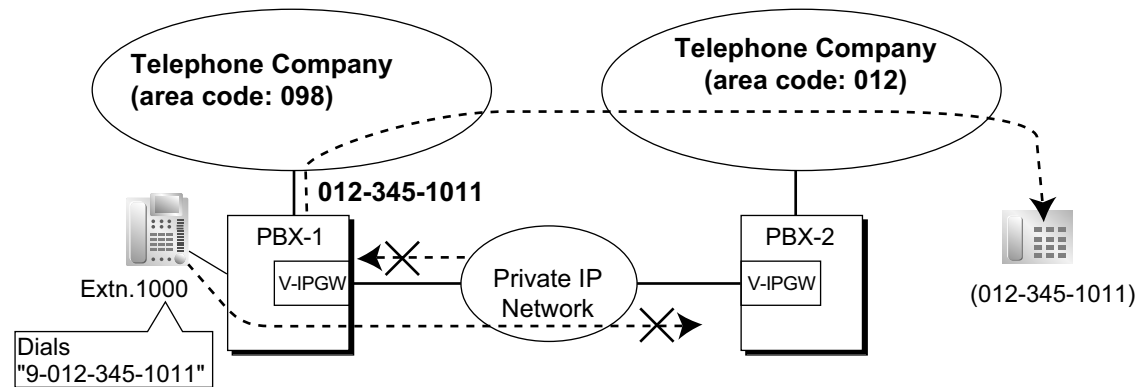 Telephone Company
(area code: 098)
Telephone Company
(area code: 012)
012-345-1011
PBX-1
PBX-2
V-IPGW
Private IP
Network
V-IPGW
Extn.1000
(012-345-1011)
Dials
"9-012-345-1011"